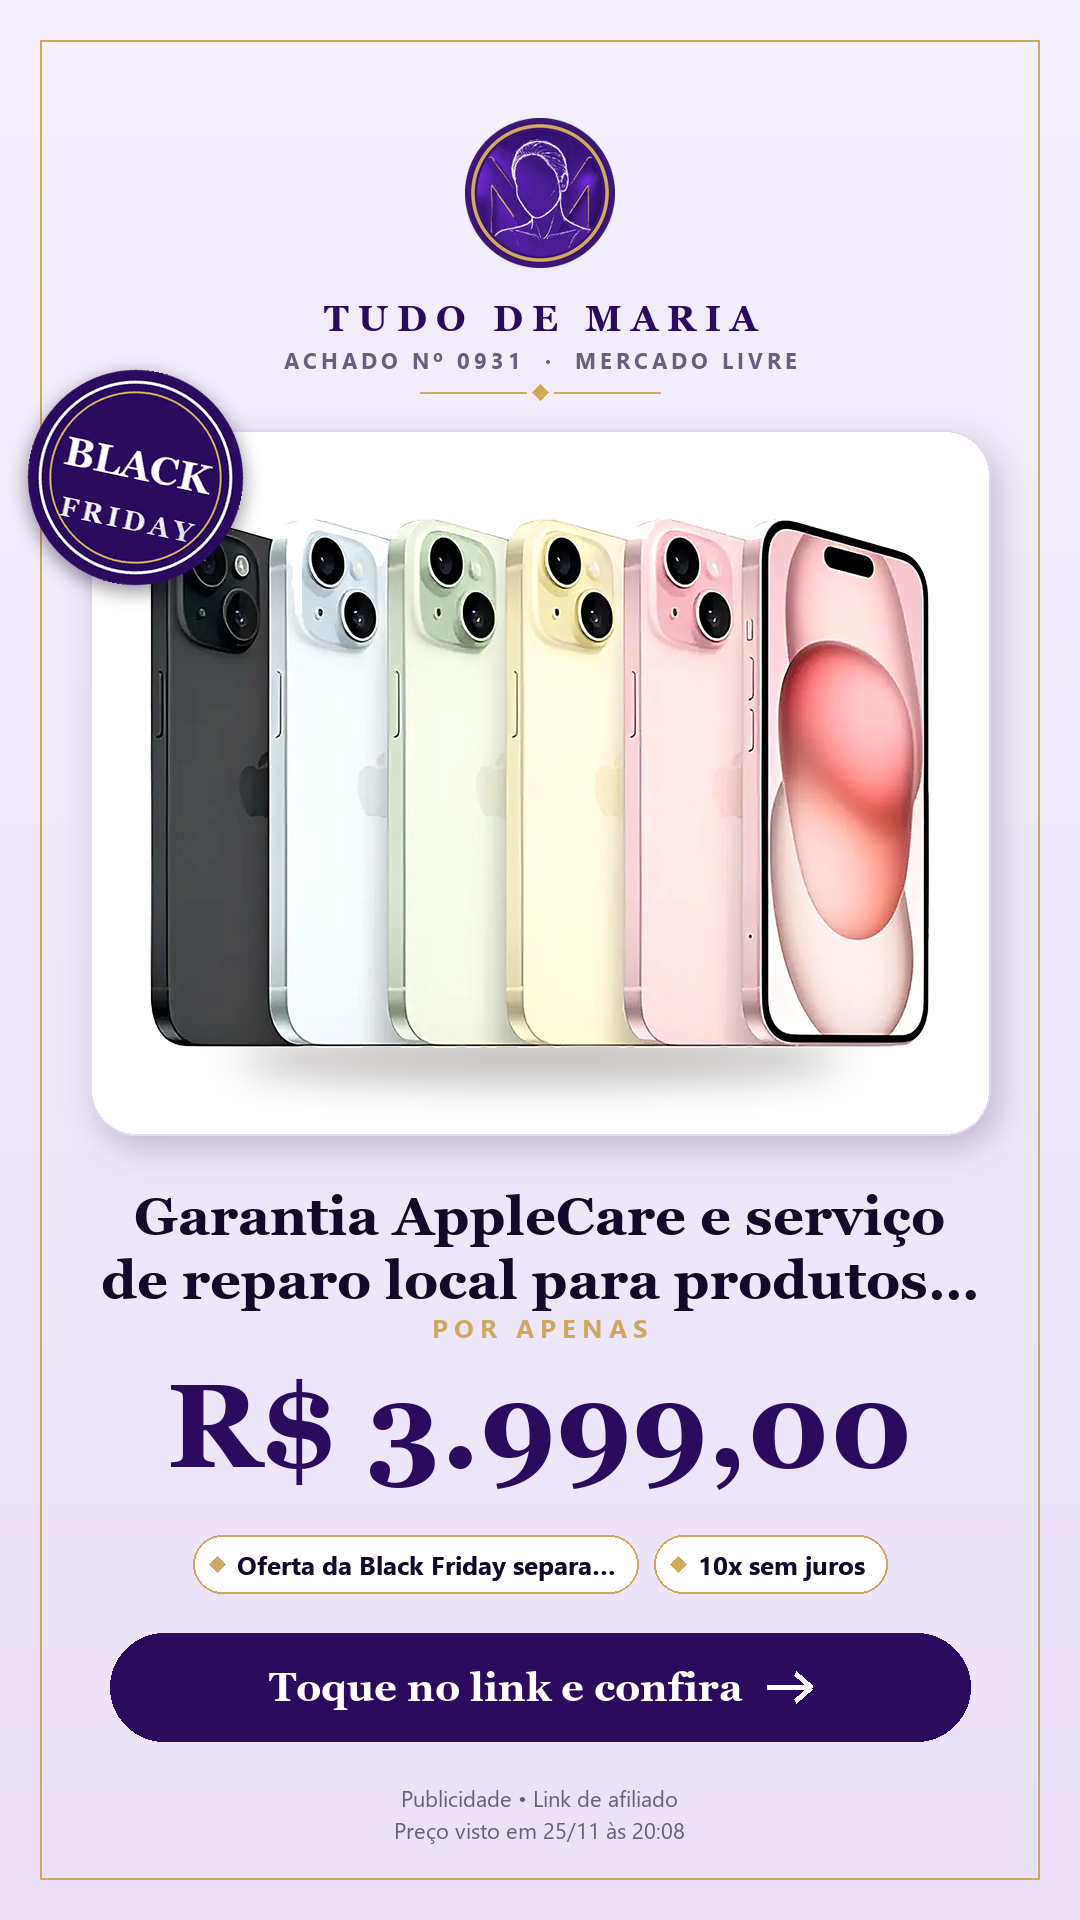 TUDO DE MARIA
ACHADO Nº 0931 · MERCADO LIVRE
BLACK
FRIDAY
Garantia AppleCare e serviço
de reparo local para produtos...
POR APENAS
R$ 3.999,00
Oferta da Black Friday separa...
10x sem juros
Toque no link e confira →
Publicidade • Link de afiliado
Preço visto em 25/11 às 20:08